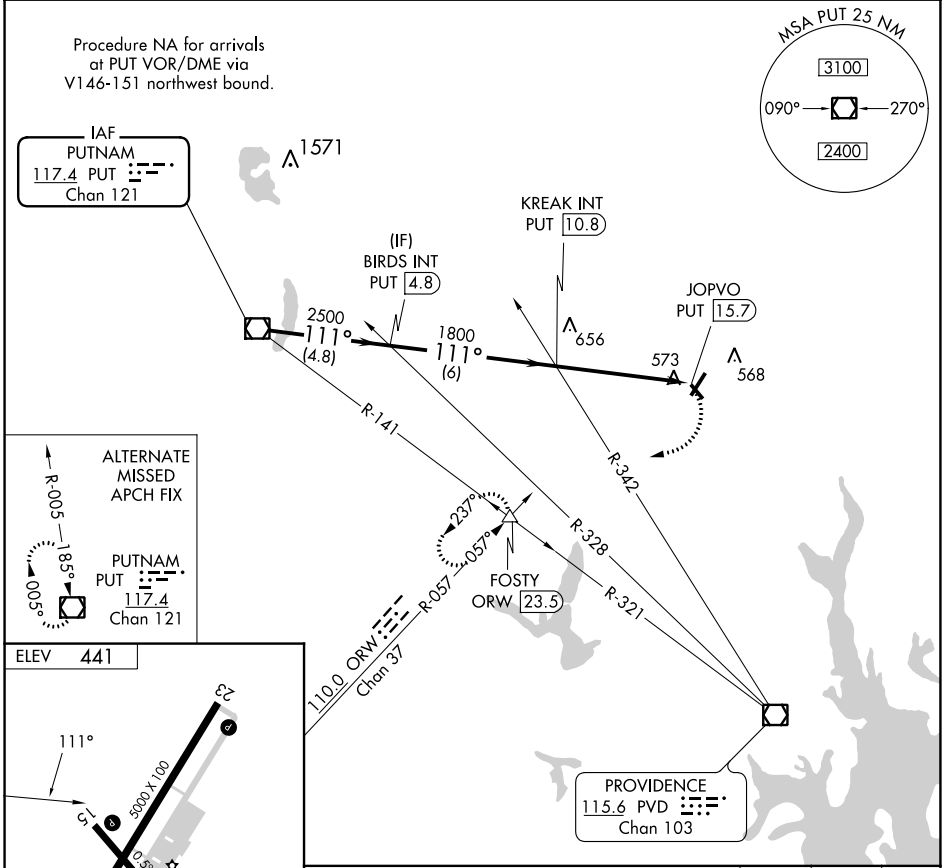 Procedure NA for arrivals
at PUT VOR/DME via
V146-151 northwest bound.
MSA PUT 25 NM
3100
090°
270°
2400
IAF
PUTNAM
117.4 PUT
Chan 121
1571
KREAK INT
PUT 10.8
(IF)
BIRDS INT
PUT 4.8
JOPVO
PUT 15.7
2500
111°
(4.8)
1800
111°
(6)
656
573
568
R-141
R-342
R-328
R-321
237°
057°
R-057
FOSTY
ORW 23.5
110.0 ORW
Chan 37
ALTERNATE
MISSED
APCH FIX
R-005
185°
005°
PUTNAM
PUT
117.4
Chan 121
PROVIDENCE
115.6 PVD
Chan 103
ELEV 441
111°
23
P
5000 X 100
15
P